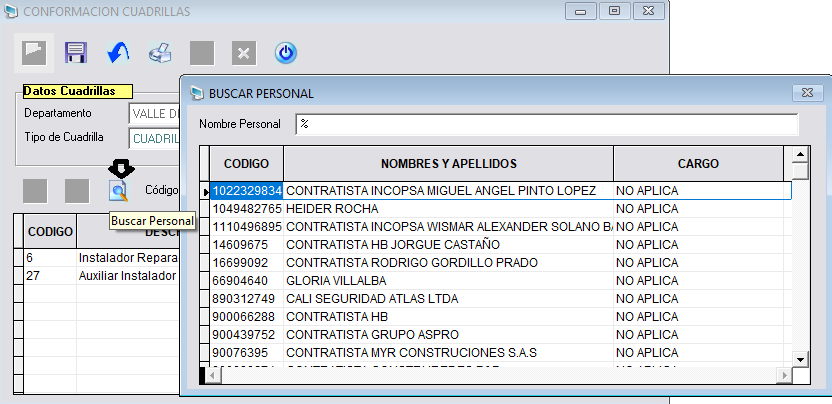 CONFORMACION CUADRILLAS
Datos Cuadrillas
Departamento VALLE DE
Tipo de Cuadrilla CUADRIL
Código
Buscar Personal
CODIGO DESC
6 Instalador Repara
27 Auxiliar Instalador
BUSCAR PERSONAL
Nombre Personal %
CODIGO NOMBRES Y APELLIDOS CARGO
1022329834 CONTRATISTA INCOPSA MIGUEL ANGEL PINTO LOPEZ NO APLICA
1049482765 HEIDER ROCHA NO APLICA
1110496895 CONTRATISTA INCOPSA WISMAR ALEXANDER SOLANO BA NO APLICA
14609675 CONTRATISTA HB JORGUE CASTAÑO NO APLICA
16699092 CONTRATISTA RODRIGO GORDILLO PRADO NO APLICA
66904640 GLORIA VILLALBA NO APLICA
890312749 CALI SEGURIDAD ATLAS LTDA NO APLICA
900066288 CONTRATISTA HB NO APLICA
900439752 CONTRATISTA GRUPO ASPRO NO APLICA
90076395 CONTRATISTA MYR CONSTRUCIONES S.A.S NO APLICA